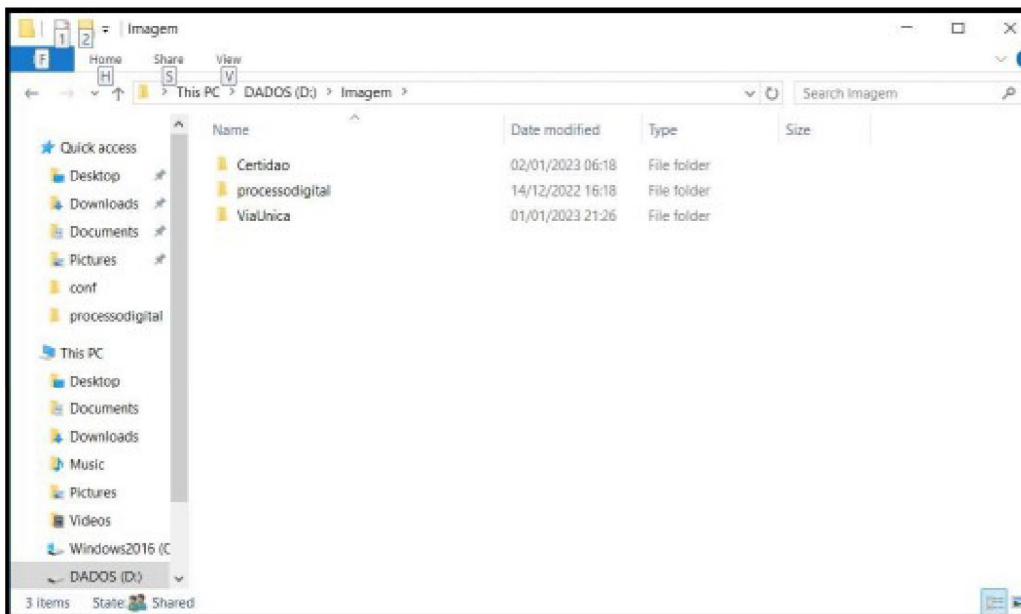 1 2 Imagem
F Home Share View
H S V
This PC > DADOS (D:) > Imagem >
Search Imagem
Name Date modified Type Size
Quick access
Desktop
Downloads
Documents
Pictures
conf
processodigital
This PC
Desktop
Documents
Downloads
Music
Pictures
Videos
Windows2016 (C
DADOS (D:)
Certidao 02/01/2023 06:18 File folder
processodigital 14/12/2022 16:18 File folder
ViaUnica 01/01/2023 21:26 File folder
3 items State: Shared